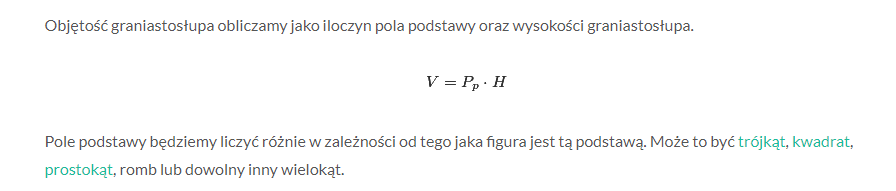 Objętość graniastosłupa obliczamy jako iloczyn pola podstawy oraz wysokości graniastosłupa.
V = P_p · H
Pole podstawy będziemy liczyć różnie w zależności od tego jaka figura jest tą podstawą. Może to być trójkąt, kwadrat,
prostokąt, romb lub dowolny inny wielokąt.